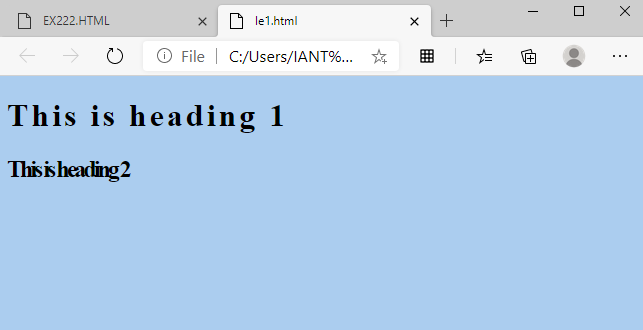 EX222.HTML
le1.html
File
C:/Users/IANT%...
This is heading 1
This is heading 2